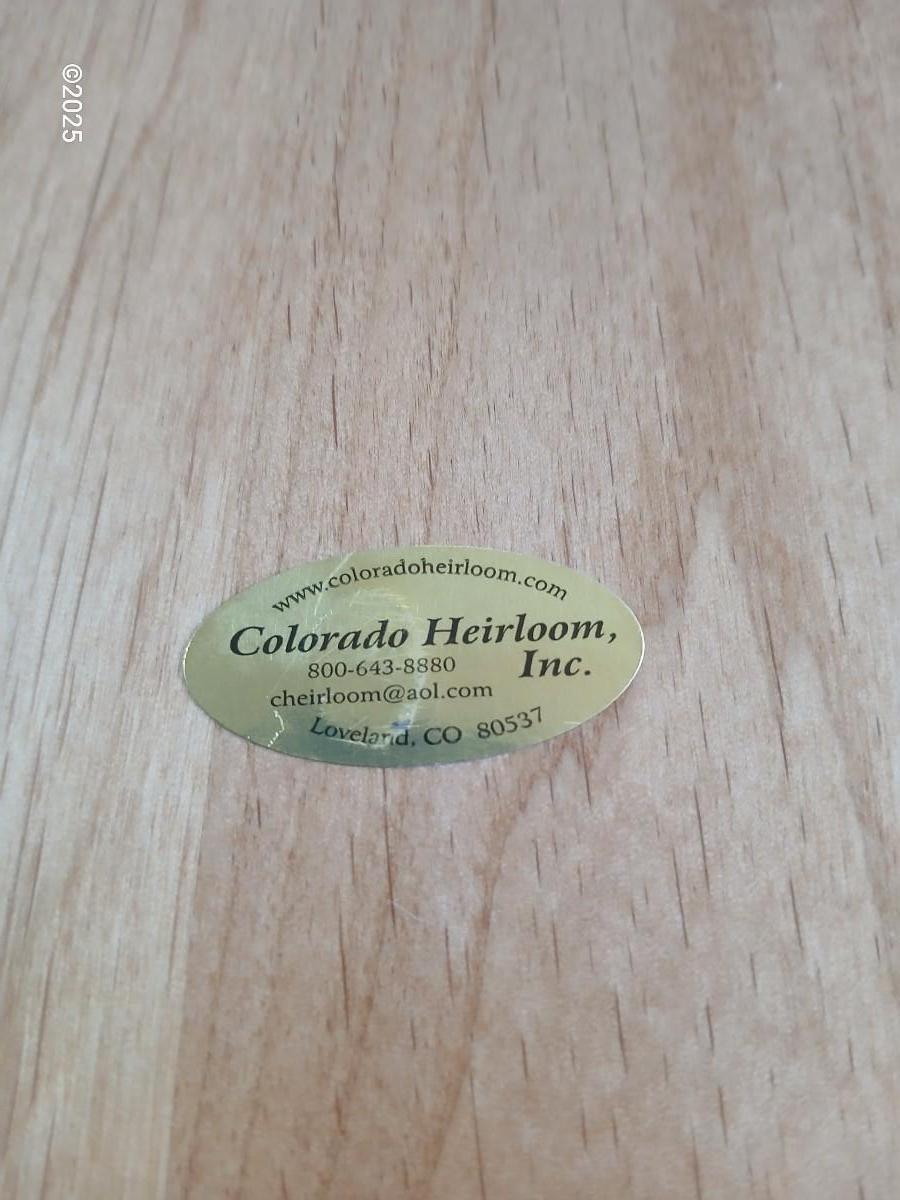 ©2025
www.coloradoheirloom.com
Colorado Heirloom,
Inc.
800-643-8880
cheirloom@aol.com
Loveland, CO 80537